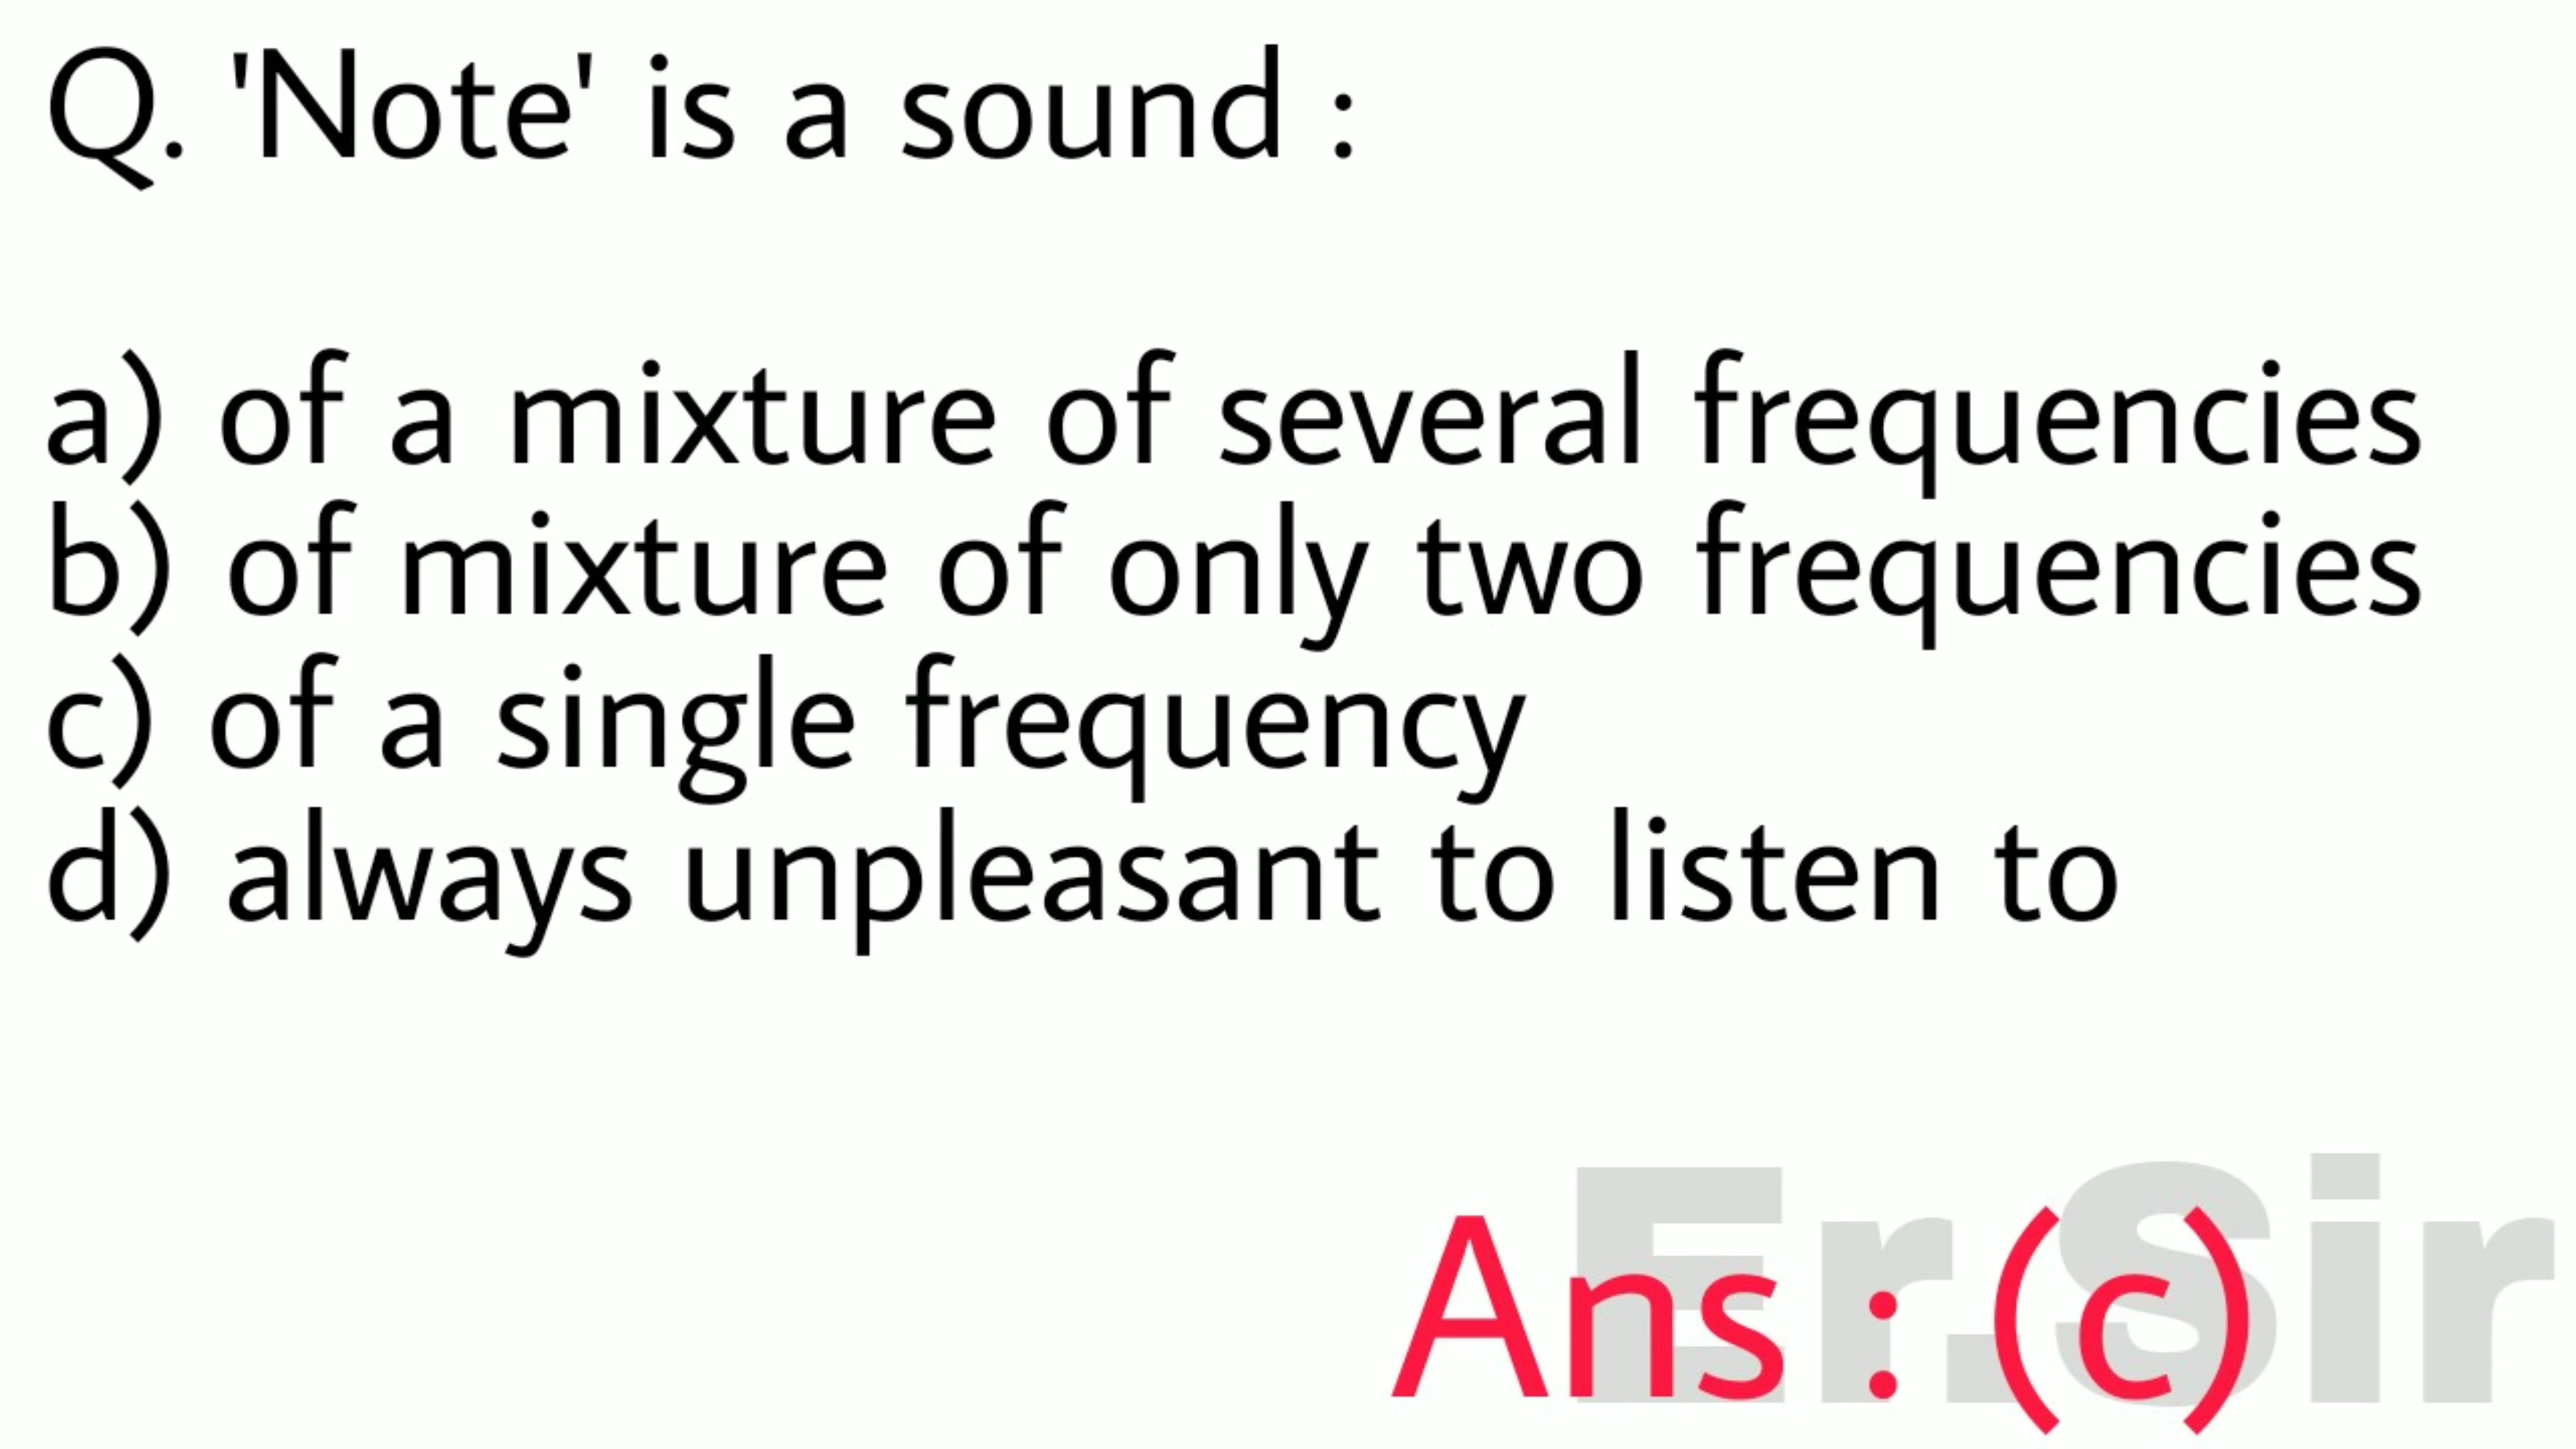 Q. 'Note' is a sound :
a) of a mixture of several frequencies
b) of mixture of only two frequencies
c) of a single frequency
d) always unpleasant to listen to
Er.Sir
Ans : (c)